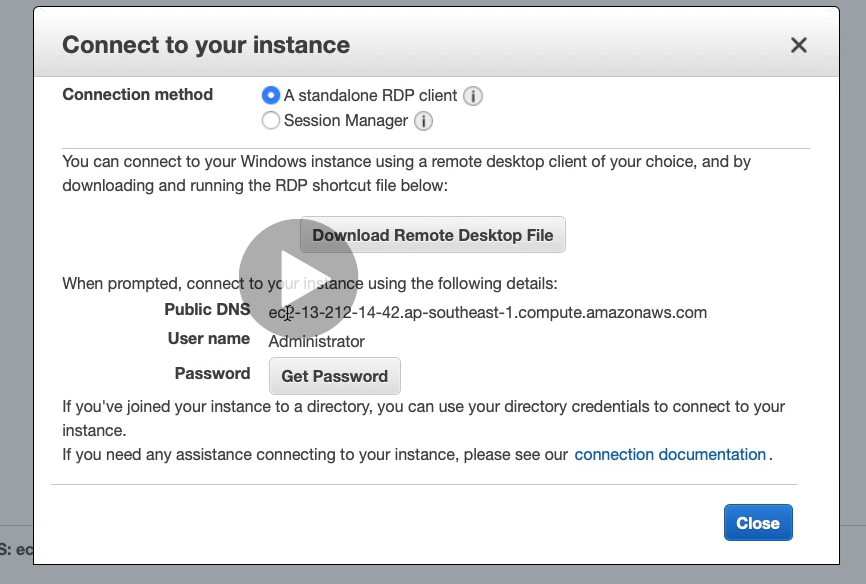 Connect to your instance
Connection method
A standalone RDP client
Session Manager
You can connect to your Windows instance using a remote desktop client of your choice, and by
downloading and running the RDP shortcut file below:
Download Remote Desktop File
When prompted, connect to your instance using the following details:
Public DNS ec2-13-212-14-42.ap-southeast-1.compute.amazonaws.com
User name Administrator
Password Get Password
If you've joined your instance to a directory, you can use your directory credentials to connect to your
instance.
If you need any assistance connecting to your instance, please see our connection documentation.
Close
S: ec